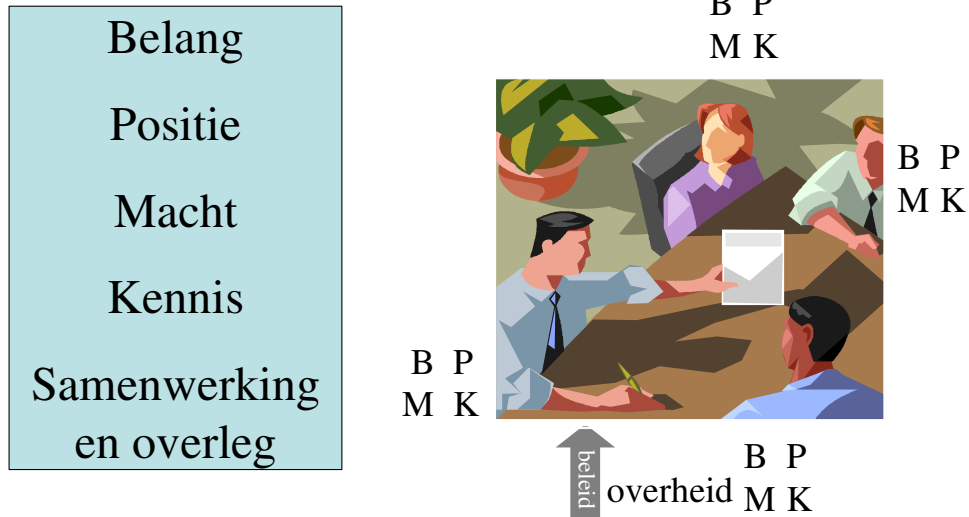 Belang
Positie
Macht
Kennis
Samenwerking
en overleg
B P
M K
B P
M K
B P
M K
beleid
overheid
B P
M K